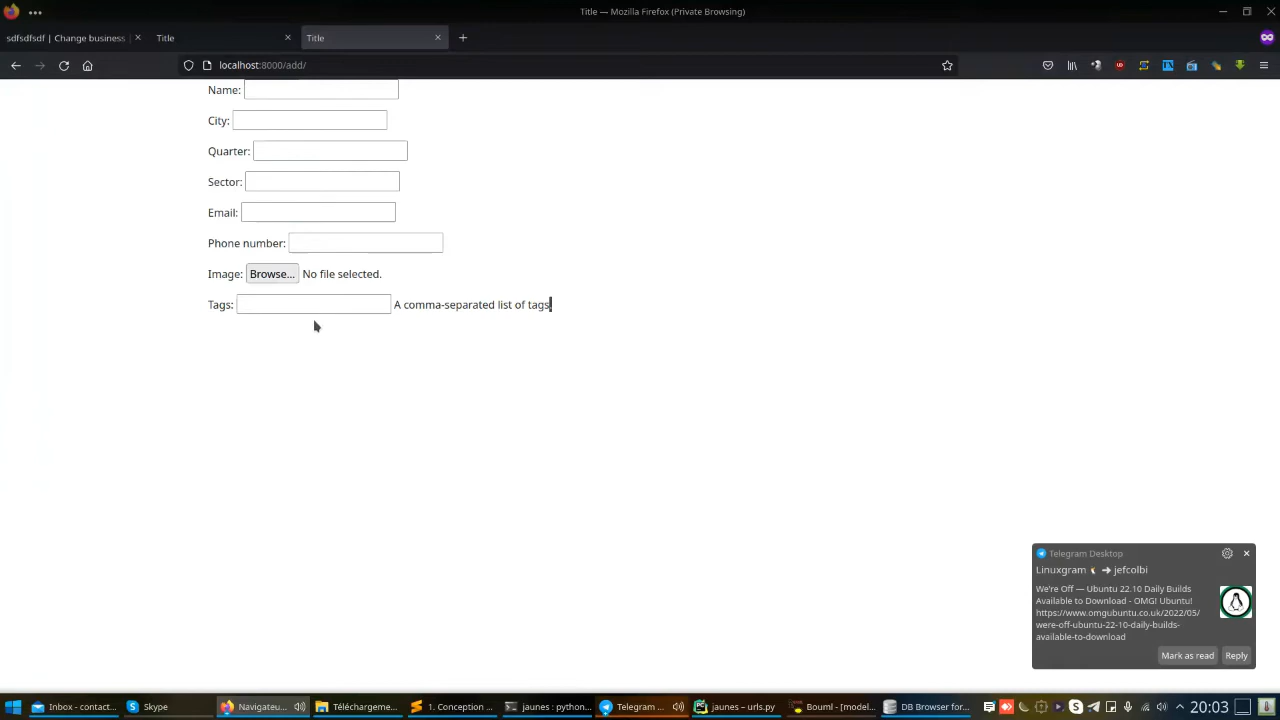 Title — Mozilla Firefox (Private Browsing)
sdfsdfsdf | Change business
Title
Title
localhost:8000/add/
Name:
City:
Quarter:
Sector:
Email:
Phone number:
Image: Browse... No file selected.
Tags: A comma-separated list of tags.
Telegram Desktop
Linuxgram 🐧 ➔ jefcolbi
We're Off — Ubuntu 22.10 Daily Builds
Available to Download - OMG! Ubuntu!
https://www.omgubuntu.co.uk/2022/05/
were-off-ubuntu-22-10-daily-builds-
available-to-download
Mark as read Reply
Inbox - contact... Skype Navigateu... Téléchargeme... 1. Conception ... jaunes : python... Telegram ... jaunes – urls.py Bouml - [model... DB Browser for... 20:03